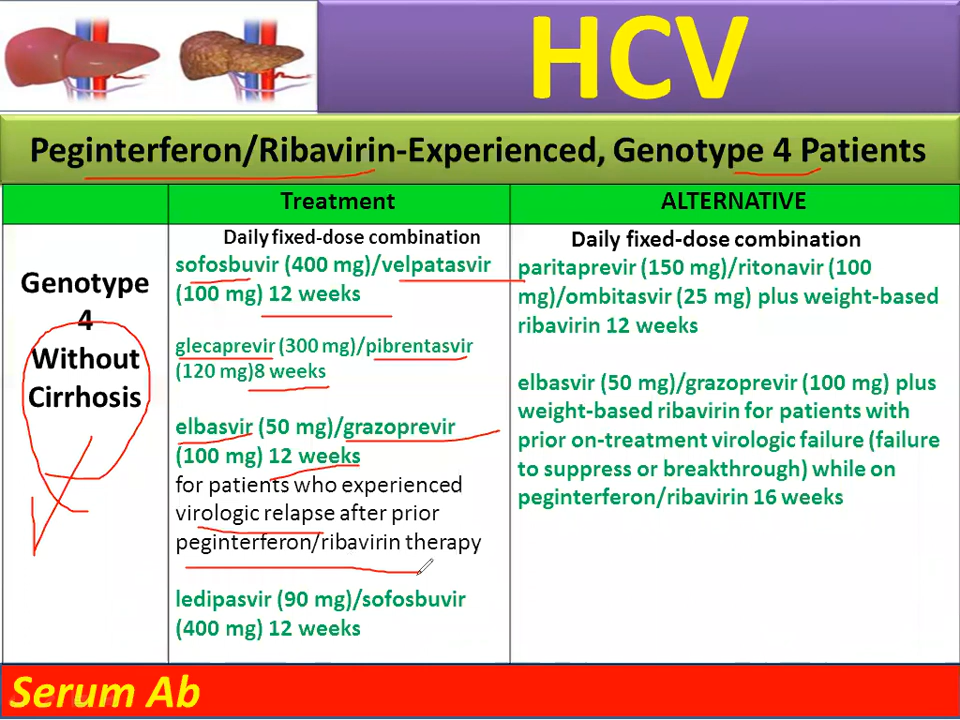 HCV
Peginterferon/Ribavirin-Experienced, Genotype 4 Patients
Treatment
ALTERNATIVE
Genotype
4
Without
Cirrhosis
Daily fixed-dose combination
sofosbuvir (400 mg)/velpatasvir
(100 mg) 12 weeks
glecaprevir (300 mg)/pibrentasvir
(120 mg)8 weeks
elbasvir (50 mg)/grazoprevir
(100 mg) 12 weeks
for patients who experienced
virologic relapse after prior
peginterferon/ribavirin therapy
ledipasvir (90 mg)/sofosbuvir
(400 mg) 12 weeks
Daily fixed-dose combination
paritaprevir (150 mg)/ritonavir (100
mg)/ombitasvir (25 mg) plus weight-based
ribavirin 12 weeks
elbasvir (50 mg)/grazoprevir (100 mg) plus
weight-based ribavirin for patients with
prior on-treatment virologic failure (failure
to suppress or breakthrough) while on
peginterferon/ribavirin 16 weeks
Serum Ab